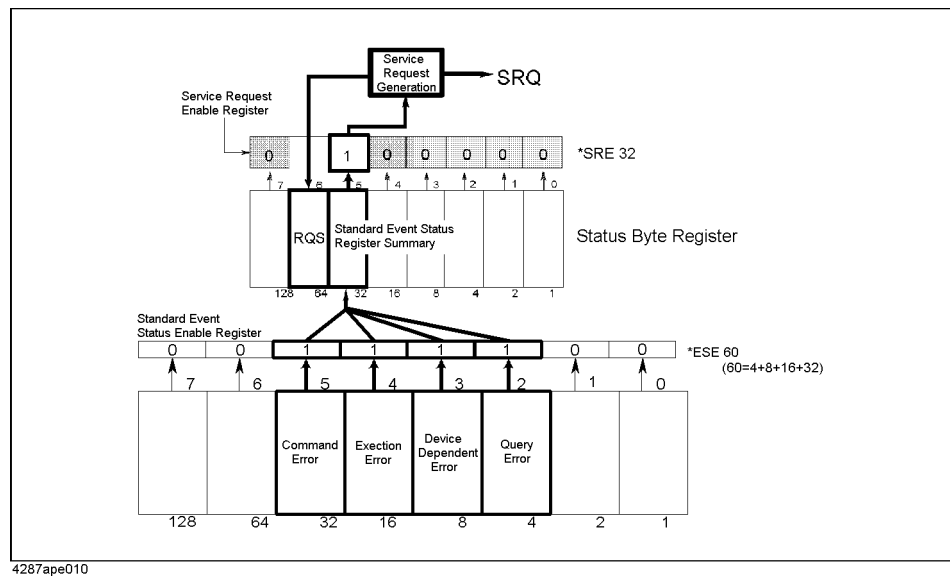 Service
Request
Generation
SRQ
Service Request
Enable Register
0 1 0 0 0 0 0
*SRE 32
7 6 5 4 3 2 1 0
RQS
Standard Event Status
Register Summary
Status Byte Register
128 64 32 16 8 4 2 1
Standard Event
Status Enable Register
0 0 1 1 1 1 0 0
*ESE 60
(60=4+8+16+32)
7 6 5 4 3 2 1 0
Command
Error
Exection
Error
Device
Dependent
Error
Query
Error
128 64 32 16 8 4 2 1
4287ape010